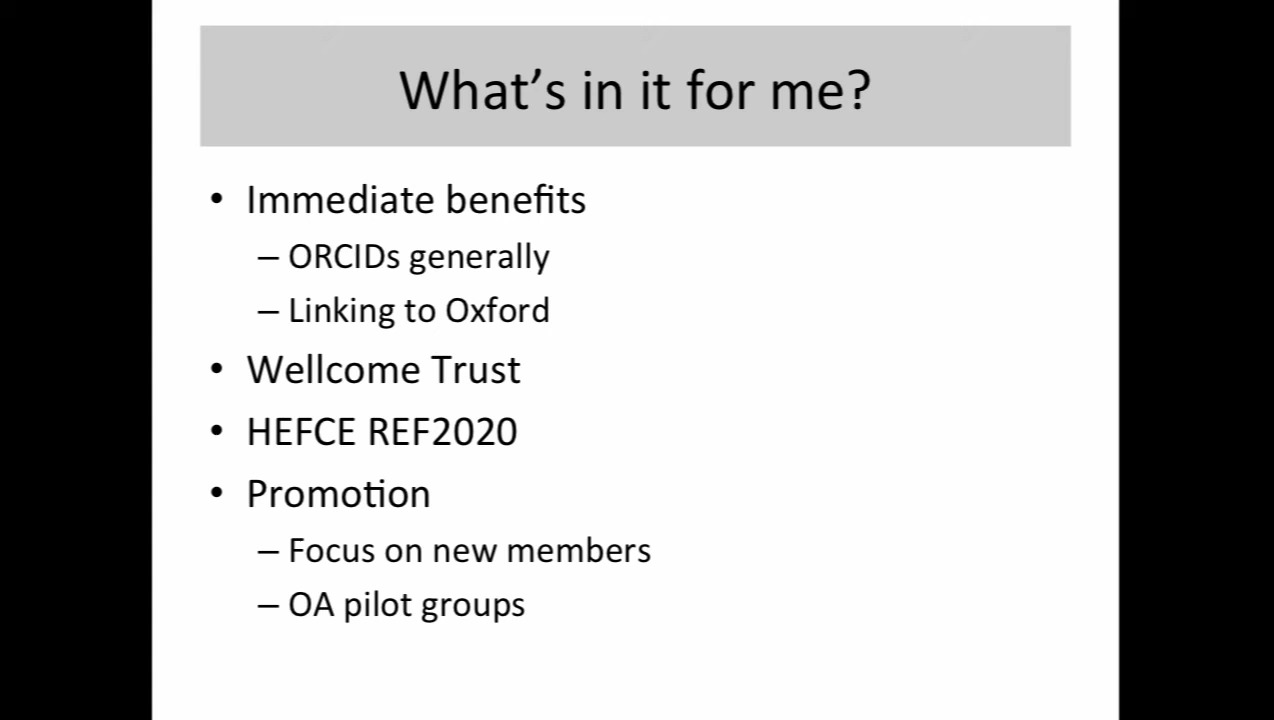 What's in it for me?
• Immediate benefits
– ORCIDs generally
– Linking to Oxford
• Wellcome Trust
• HEFCE REF2020
• Promotion
– Focus on new members
– OA pilot groups